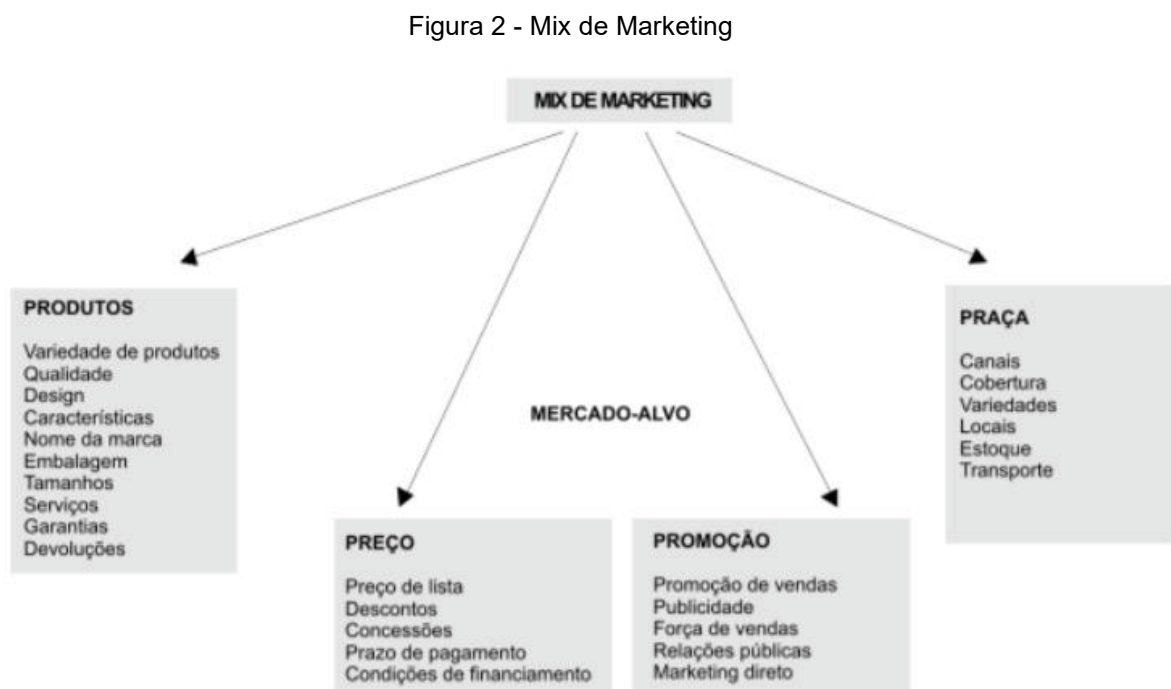 Figura 2 - Mix de Marketing
MIX DE MARKETING
PRODUTOS
Variedade de produtos
Qualidade
Design
Características
Nome da marca
Embalagem
Tamanhos
Serviços
Garantias
Devoluções
MERCADO-ALVO
PREÇO
Preço de lista
Descontos
Concessões
Prazo de pagamento
Condições de financiamento
PROMOÇÃO
Promoção de vendas
Publicidade
Força de vendas
Relações públicas
Marketing direto
PRAÇA
Canais
Cobertura
Variedades
Locais
Estoque
Transporte